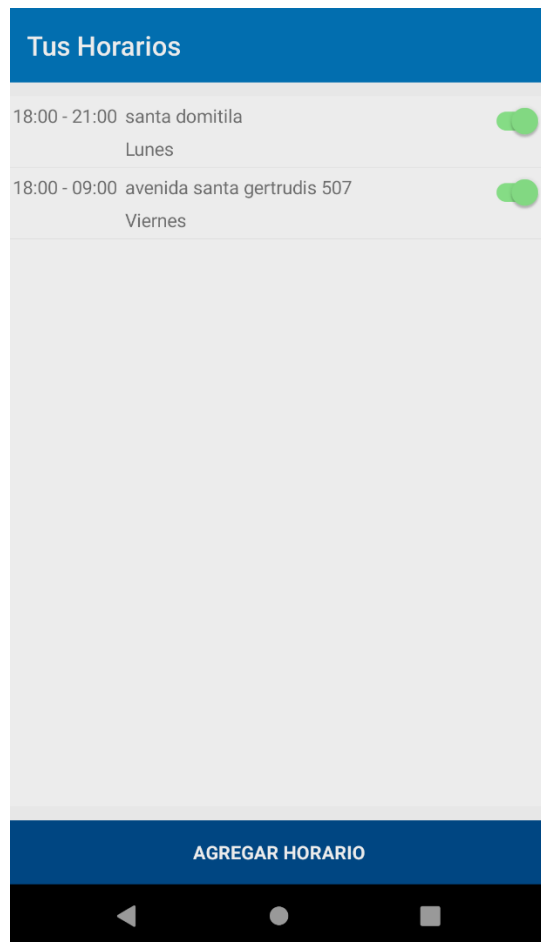 Tus Horarios
18:00 - 21:00 santa domitila
Lunes
18:00 - 09:00 avenida santa gertrudis 507
Viernes
AGREGAR HORARIO